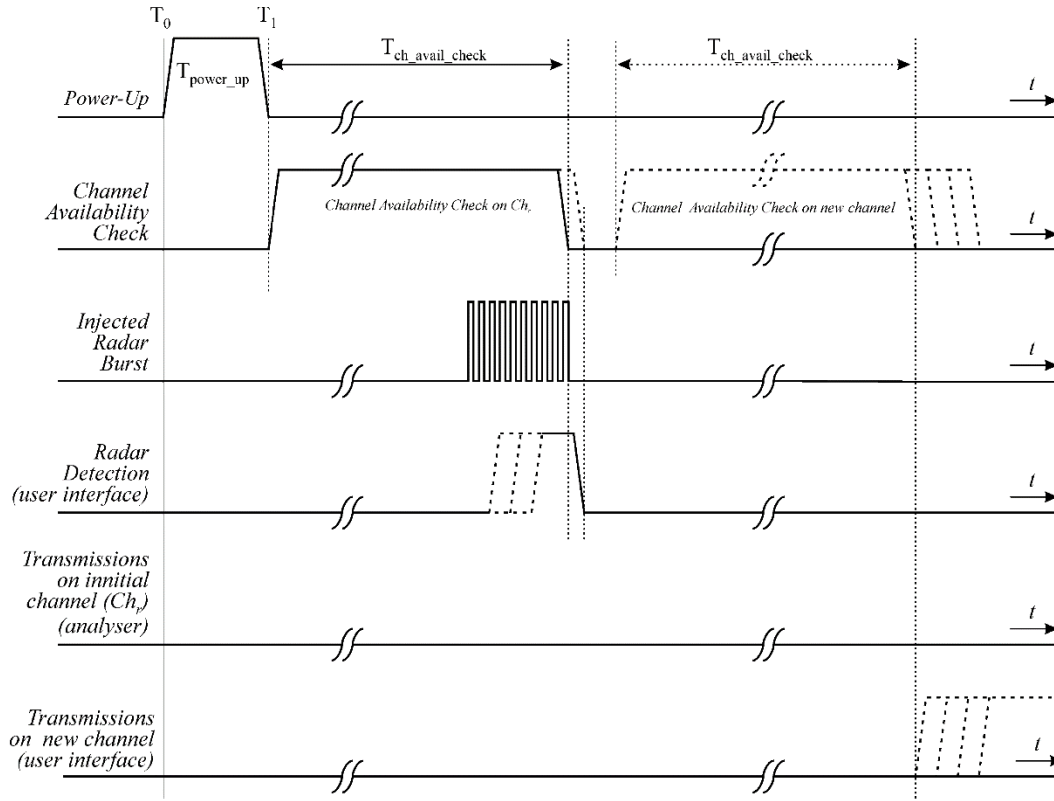 T0 T1
Tpower_up
Tch_avail_check
Tch_avail_check
Power-Up
t
Channel
Availability
Check
Channel Availability Check on Chr
Channel Availability Check on new channel
t
Injected
Radar
Burst
t
Radar
Detection
(user interface)
t
Transmissions
on innitial
channel (Chr)
(analyser)
t
Transmissions
on new channel
(user interface)
t